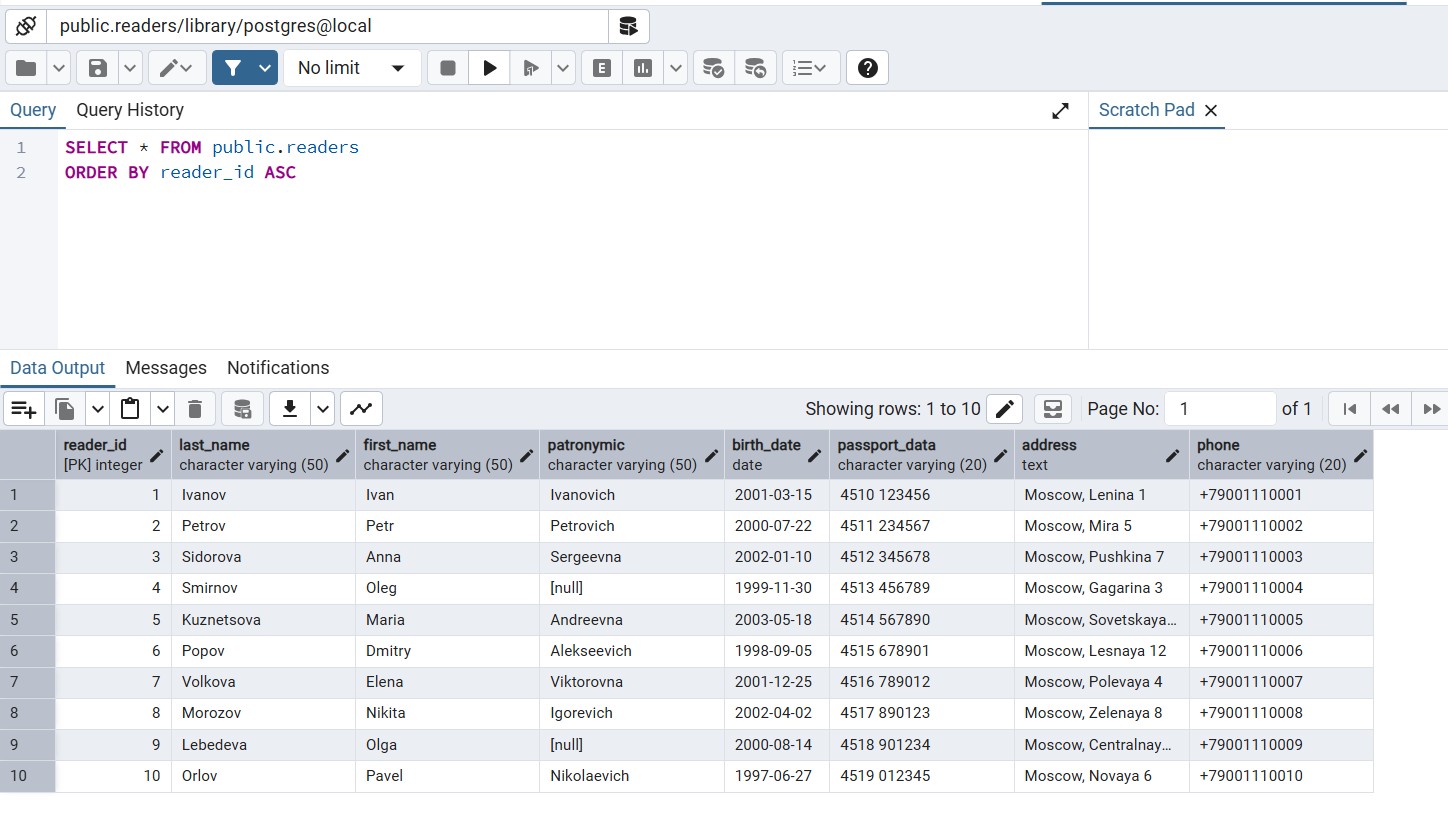 public.readers/library/postgres@local
No limit
E
Query Query History
Scratch Pad
1 SELECT * FROM public.readers
2 ORDER BY reader_id ASC
Data Output Messages Notifications
Showing rows: 1 to 10 Page No: 1 of 1
reader_id last_name first_name patronymic birth_date passport_data address phone
[PK] integer character varying (50) character varying (50) character varying (50) date character varying (20) text character varying (20)
1 1 Ivanov Ivan Ivanovich 2001-03-15 4510 123456 Moscow, Lenina 1 +79001110001
2 2 Petrov Petr Petrovich 2000-07-22 4511 234567 Moscow, Mira 5 +79001110002
3 3 Sidorova Anna Sergeevna 2002-01-10 4512 345678 Moscow, Pushkina 7 +79001110003
4 4 Smirnov Oleg [null] 1999-11-30 4513 456789 Moscow, Gagarina 3 +79001110004
5 5 Kuznetsova Maria Andreevna 2003-05-18 4514 567890 Moscow, Sovetskaya… +79001110005
6 6 Popov Dmitry Alekseevich 1998-09-05 4515 678901 Moscow, Lesnaya 12 +79001110006
7 7 Volkova Elena Viktorovna 2001-12-25 4516 789012 Moscow, Polevaya 4 +79001110007
8 8 Morozov Nikita Igorevich 2002-04-02 4517 890123 Moscow, Zelenaya 8 +79001110008
9 9 Lebedeva Olga [null] 2000-08-14 4518 901234 Moscow, Centralnay… +79001110009
10 10 Orlov Pavel Nikolaevich 1997-06-27 4519 012345 Moscow, Novaya 6 +79001110010